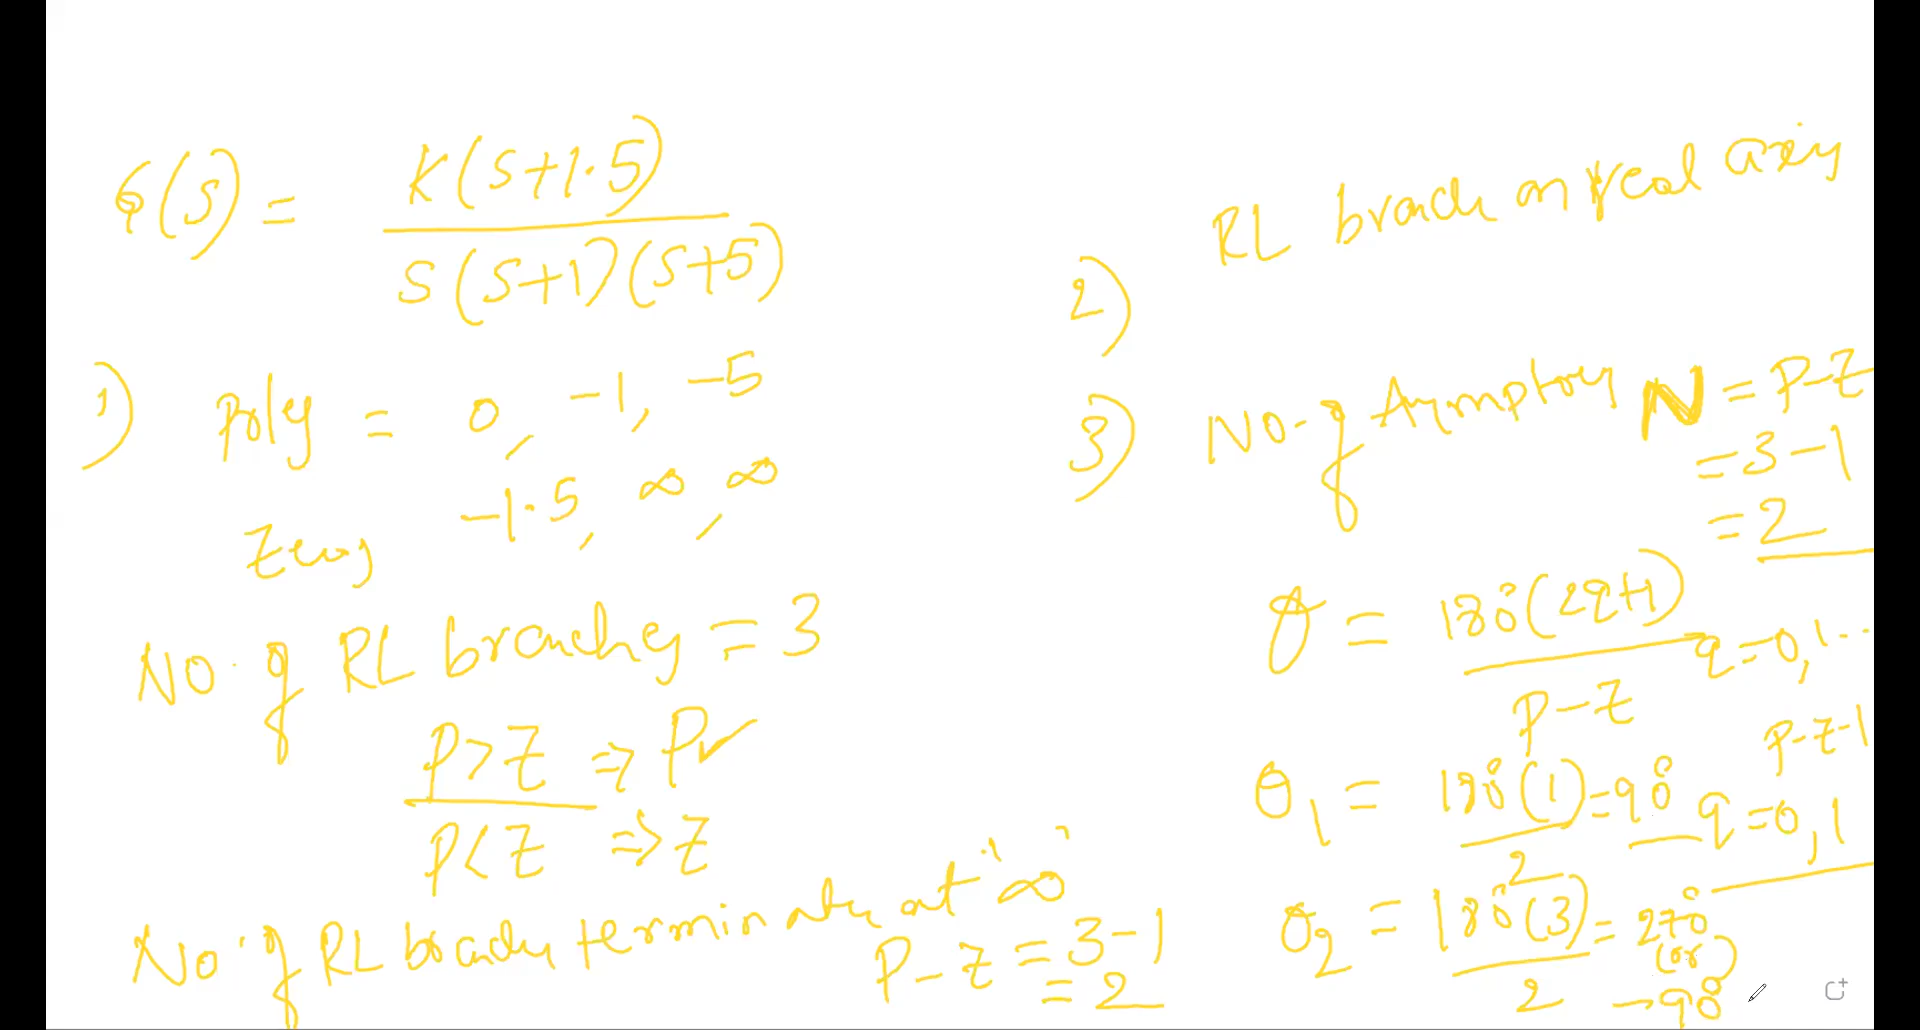 G(s) = K(s+1.5) / s(s+1)(s+5)
1) Poles = 0, -1, -5
Zeros -1.5, ∞, ∞
No. of RL branches = 3
P>Z ⇒ P✓
P<Z ⇒ Z
No. of RL branches terminates at "∞"
P-Z = 3-1
= 2
2) RL branch on real axis
3) No. of Asymptotes N = P-Z
= 3-1
= 2
θ = 180°(2q+1) / P-Z q=0,1...
P-Z-1
θ1 = 180°(1) / 2 = 90° q=0,1
θ2 = 180°(3) / 2 = 270°
(or)
-90°